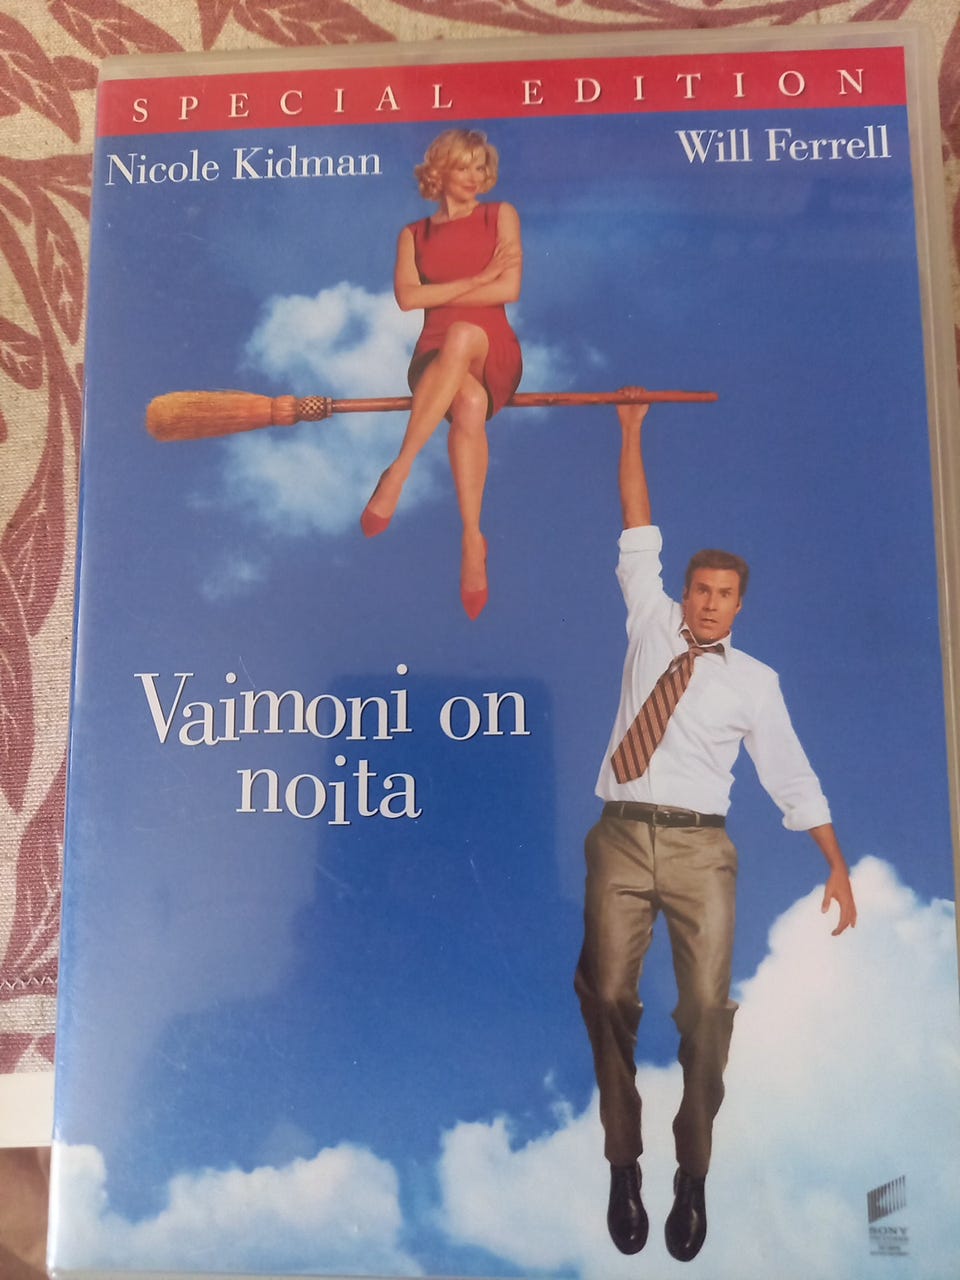 SPECIAL EDITION
Nicole Kidman
Will Ferrell
Vaimoni on
noita
SONY